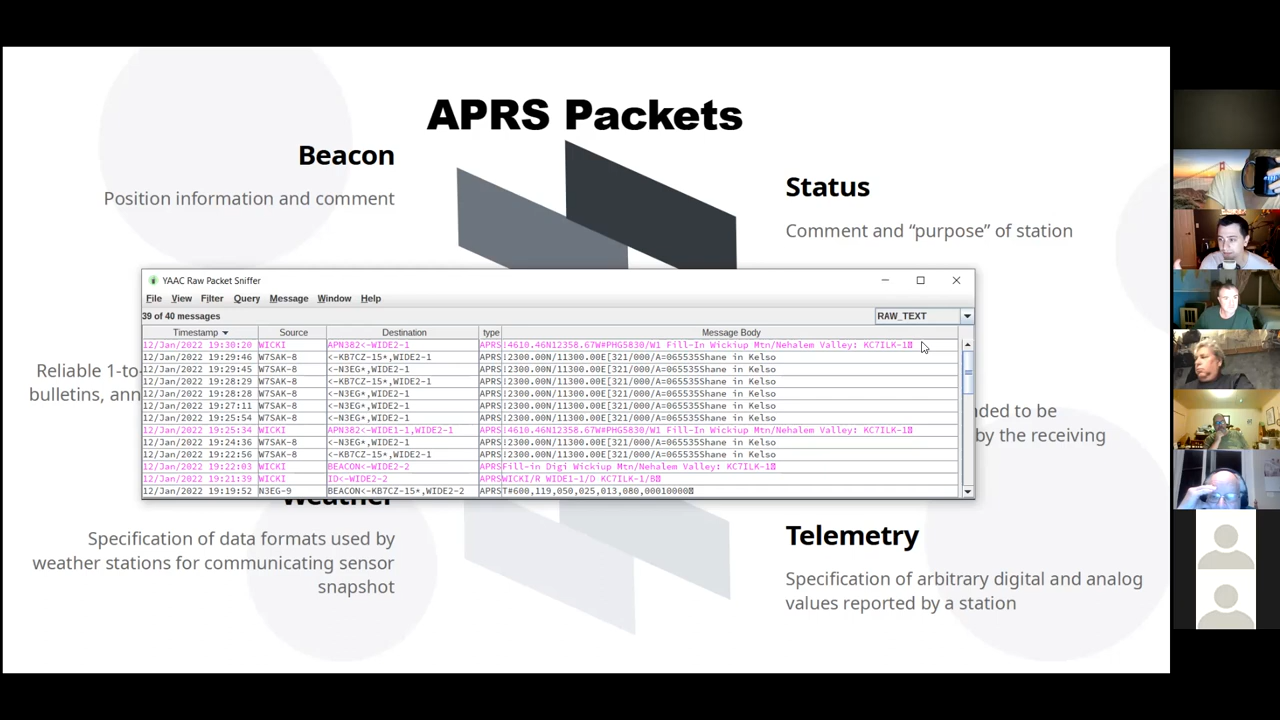 APRS Packets
Beacon
Position information and comment
Status
Comment and “purpose” of station
YAAC Raw Packet Sniffer
File View Filter Query Message Window Help
39 of 40 messages RAW_TEXT
Timestamp Source Destination type Message Body
12/Jan/2022 19:30:20 WICKI APN382<-WIDE2-1 APRS !4610.46N12358.67W#PHG5830/W1 Fill-In Wickiup Mtn/Nehalem Valley: KC7ILK-1
12/Jan/2022 19:29:46 W7SAK-8 <-KB7CZ-15*,WIDE2-1 APRS !2300.00N/11300.00E[321/000/A=065535Shane in Kelso
12/Jan/2022 19:29:45 W7SAK-8 <-N3EG*,WIDE2-1 APRS !2300.00N/11300.00E[321/000/A=065535Shane in Kelso
12/Jan/2022 19:28:29 W7SAK-8 <-KB7CZ-15*,WIDE2-1 APRS !2300.00N/11300.00E[321/000/A=065535Shane in Kelso
12/Jan/2022 19:28:28 W7SAK-8 <-N3EG*,WIDE2-1 APRS !2300.00N/11300.00E[321/000/A=065535Shane in Kelso
12/Jan/2022 19:27:11 W7SAK-8 <-N3EG*,WIDE2-1 APRS !2300.00N/11300.00E[321/000/A=065535Shane in Kelso
12/Jan/2022 19:25:54 W7SAK-8 <-N3EG*,WIDE2-1 APRS !2300.00N/11300.00E[321/000/A=065535Shane in Kelso
12/Jan/2022 19:25:34 WICKI APN382<-WIDE1-1,WIDE2-1 APRS !4610.46N12358.67W#PHG5830/W1 Fill-In Wickiup Mtn/Nehalem Valley: KC7ILK-1
12/Jan/2022 19:24:36 W7SAK-8 <-N3EG*,WIDE2-1 APRS !2300.00N/11300.00E[321/000/A=065535Shane in Kelso
12/Jan/2022 19:22:56 W7SAK-8 <-N3EG*,WIDE2-1 APRS !2300.00N/11300.00E[321/000/A=065535Shane in Kelso
12/Jan/2022 19:22:03 WICKI BEACON<-WIDE2-2 APRS Fill-in Digi Wickiup Mtn/Nehalem Valley: KC7ILK-1
12/Jan/2022 19:21:39 WICKI ID<-WIDE2-2 APRS WICKI/R WIDE1-1/D KC7ILK-1/B
12/Jan/2022 19:19:52 N3EG-9 BEACON<-KB7CZ-15*,WIDE2-2 APRS T#600,119,050,025,013,080,00010000
Reliable 1-to-
bulletins, ann
nded to be
by the receiving
Weather
Specification of data formats used by
weather stations for communicating sensor
snapshot
Telemetry
Specification of arbitrary digital and analog
values reported by a station